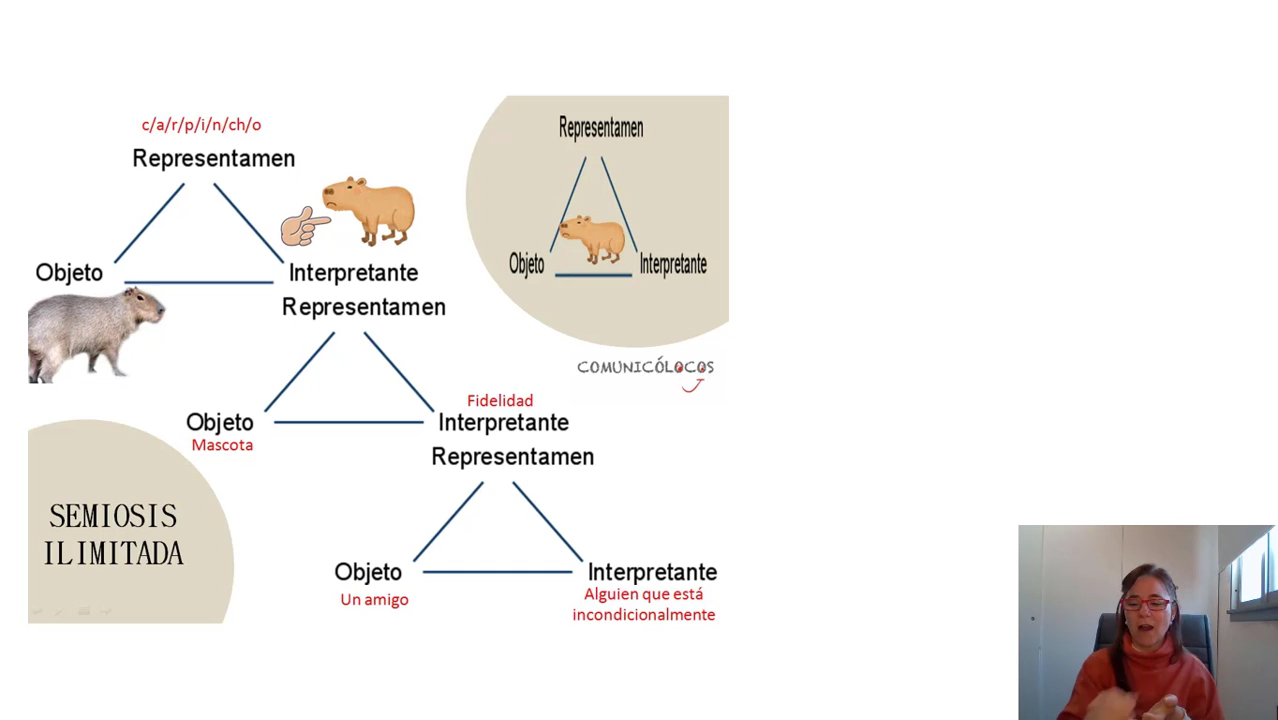 c/a/r/p/i/n/ch/o
Representamen
Objeto
Interpretante
Representamen
Objeto
Mascota
Fidelidad
Interpretante
Representamen
Objeto
Un amigo
Interpretante
Alguien que está
incondicionalmente
Representamen
Objeto
Interpretante
COMUNICÓLOCOS
SEMIOSIS
ILIMITADA